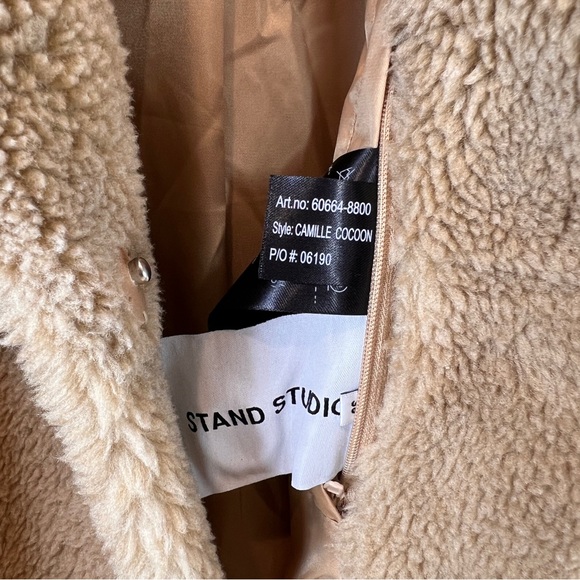 Art.no: 60664-8800
Style: CAMILLE COCOON
P/O #: 06190
STAND STUDIO